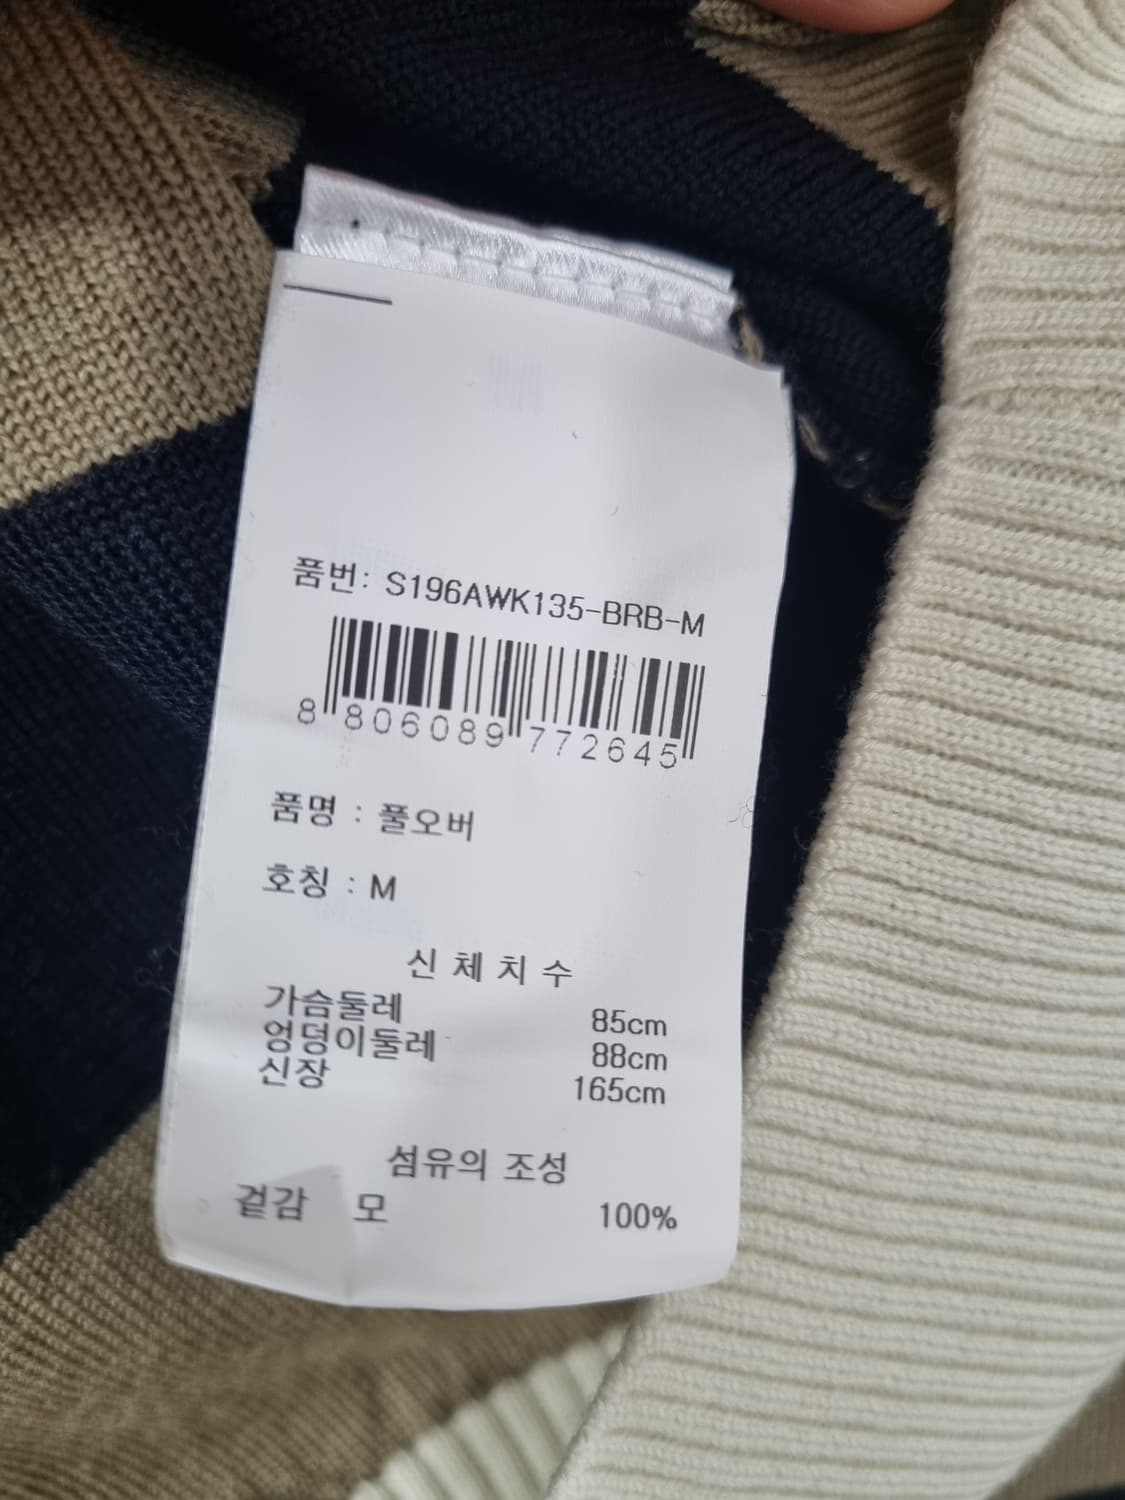 품번: S196AWK135-BRB-M
8 806089 772645
품명 : 풀오버
호칭 : M
신 체 치 수
가슴둘레 85cm
엉덩이둘레 88cm
신장 165cm
섬유의 조성
겉감 모 100%